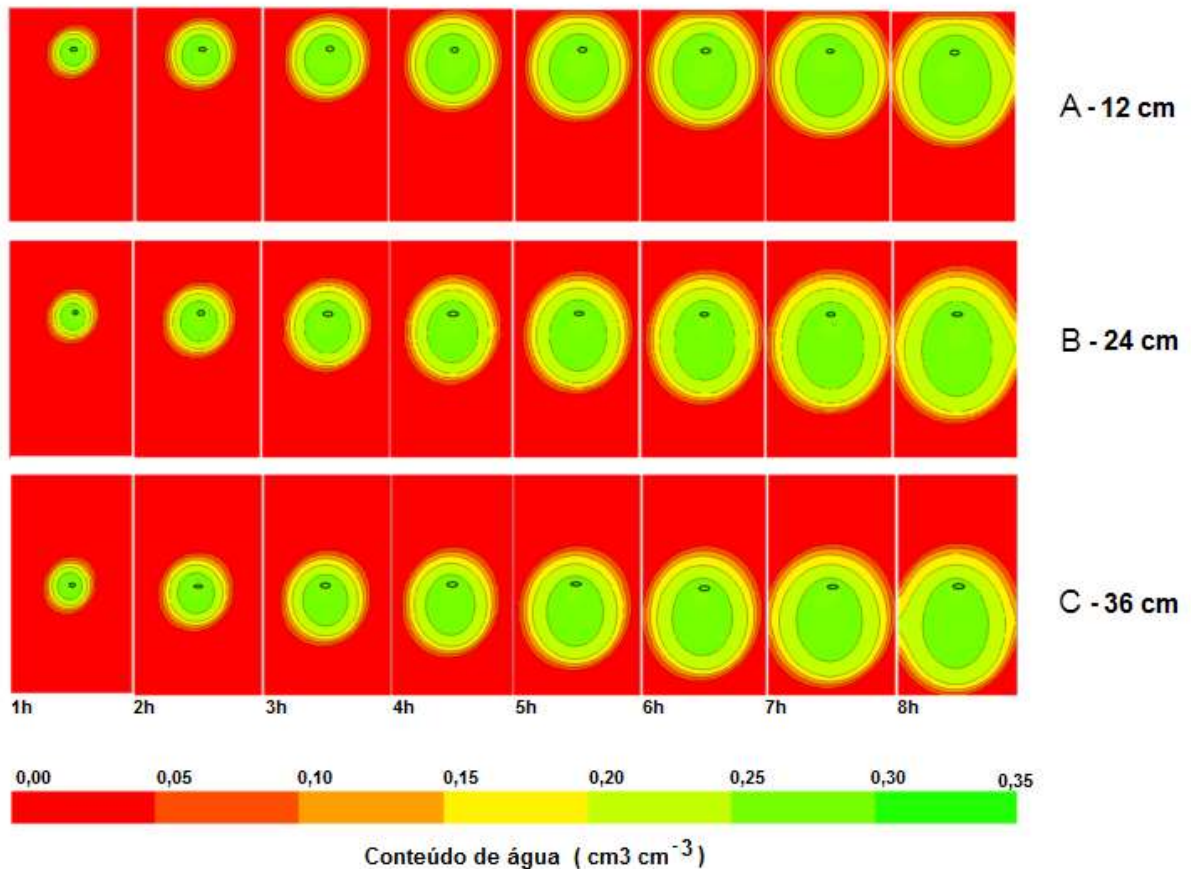 A - 12 cm
B - 24 cm
C - 36 cm
1h 2h 3h 4h 5h 6h 7h 8h
0,00 0,05 0,10 0,15 0,20 0,25 0,30 0,35
Conteúdo de água ( cm3 cm⁻³)